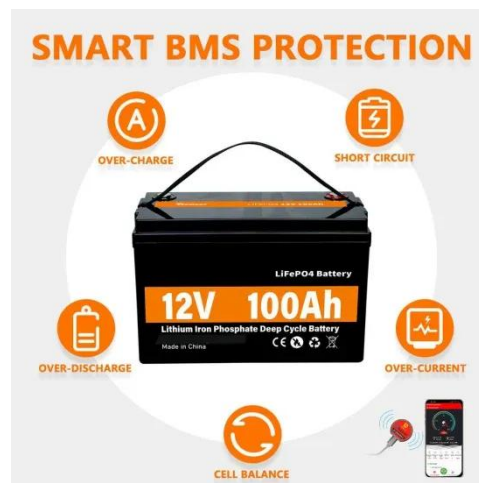 SMART BMS PROTECTION
A
OVER-CHARGE
SHORT CIRCUIT
LiFePO4 Battery
12V 100Ah
Lithium Iron Phosphate Deep Cycle Battery
Made in China
CE
OVER-DISCHARGE
OVER-CURRENT
CELL BALANCE